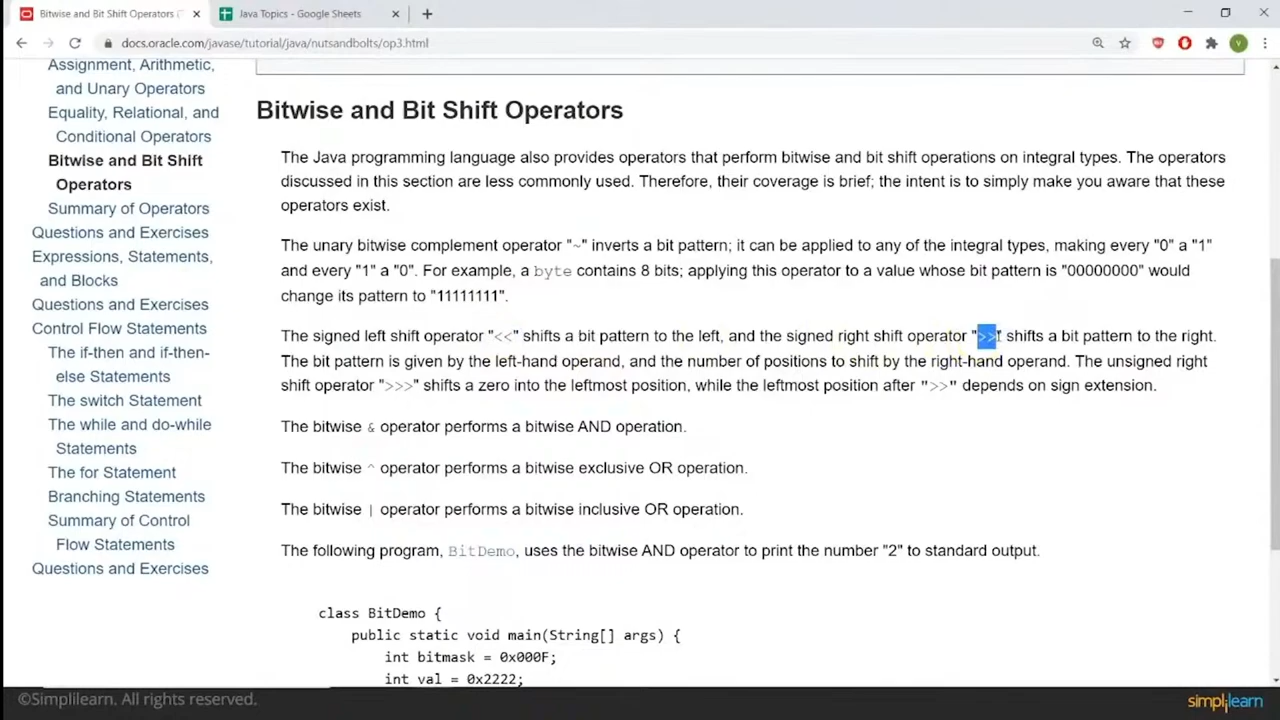 Bitwise and Bit Shift Operators (T
Java Topics - Google Sheets
docs.oracle.com/javase/tutorial/java/nutsandbolts/op3.html
V
Assignment, Arithmetic,
and Unary Operators
Equality, Relational, and
Conditional Operators
Bitwise and Bit Shift
Operators
Summary of Operators
Questions and Exercises
Expressions, Statements,
and Blocks
Questions and Exercises
Control Flow Statements
The if-then and if-then-
else Statements
The switch Statement
The while and do-while
Statements
The for Statement
Branching Statements
Summary of Control
Flow Statements
Questions and Exercises
Bitwise and Bit Shift Operators
The Java programming language also provides operators that perform bitwise and bit shift operations on integral types. The operators
discussed in this section are less commonly used. Therefore, their coverage is brief; the intent is to simply make you aware that these
operators exist.
The unary bitwise complement operator "~" inverts a bit pattern; it can be applied to any of the integral types, making every "0" a "1"
and every "1" a "0". For example, a byte contains 8 bits; applying this operator to a value whose bit pattern is "00000000" would
change its pattern to "11111111".
The signed left shift operator "<<" shifts a bit pattern to the left, and the signed right shift operator ">>" shifts a bit pattern to the right.
The bit pattern is given by the left-hand operand, and the number of positions to shift by the right-hand operand. The unsigned right
shift operator ">>>" shifts a zero into the leftmost position, while the leftmost position after ">>" depends on sign extension.
The bitwise & operator performs a bitwise AND operation.
The bitwise ^ operator performs a bitwise exclusive OR operation.
The bitwise | operator performs a bitwise inclusive OR operation.
The following program, BitDemo, uses the bitwise AND operator to print the number "2" to standard output.
class BitDemo {
public static void main(String[] args) {
int bitmask = 0x000F;
int val = 0x2222;
©Simplilearn. All rights reserved.
simplilearn